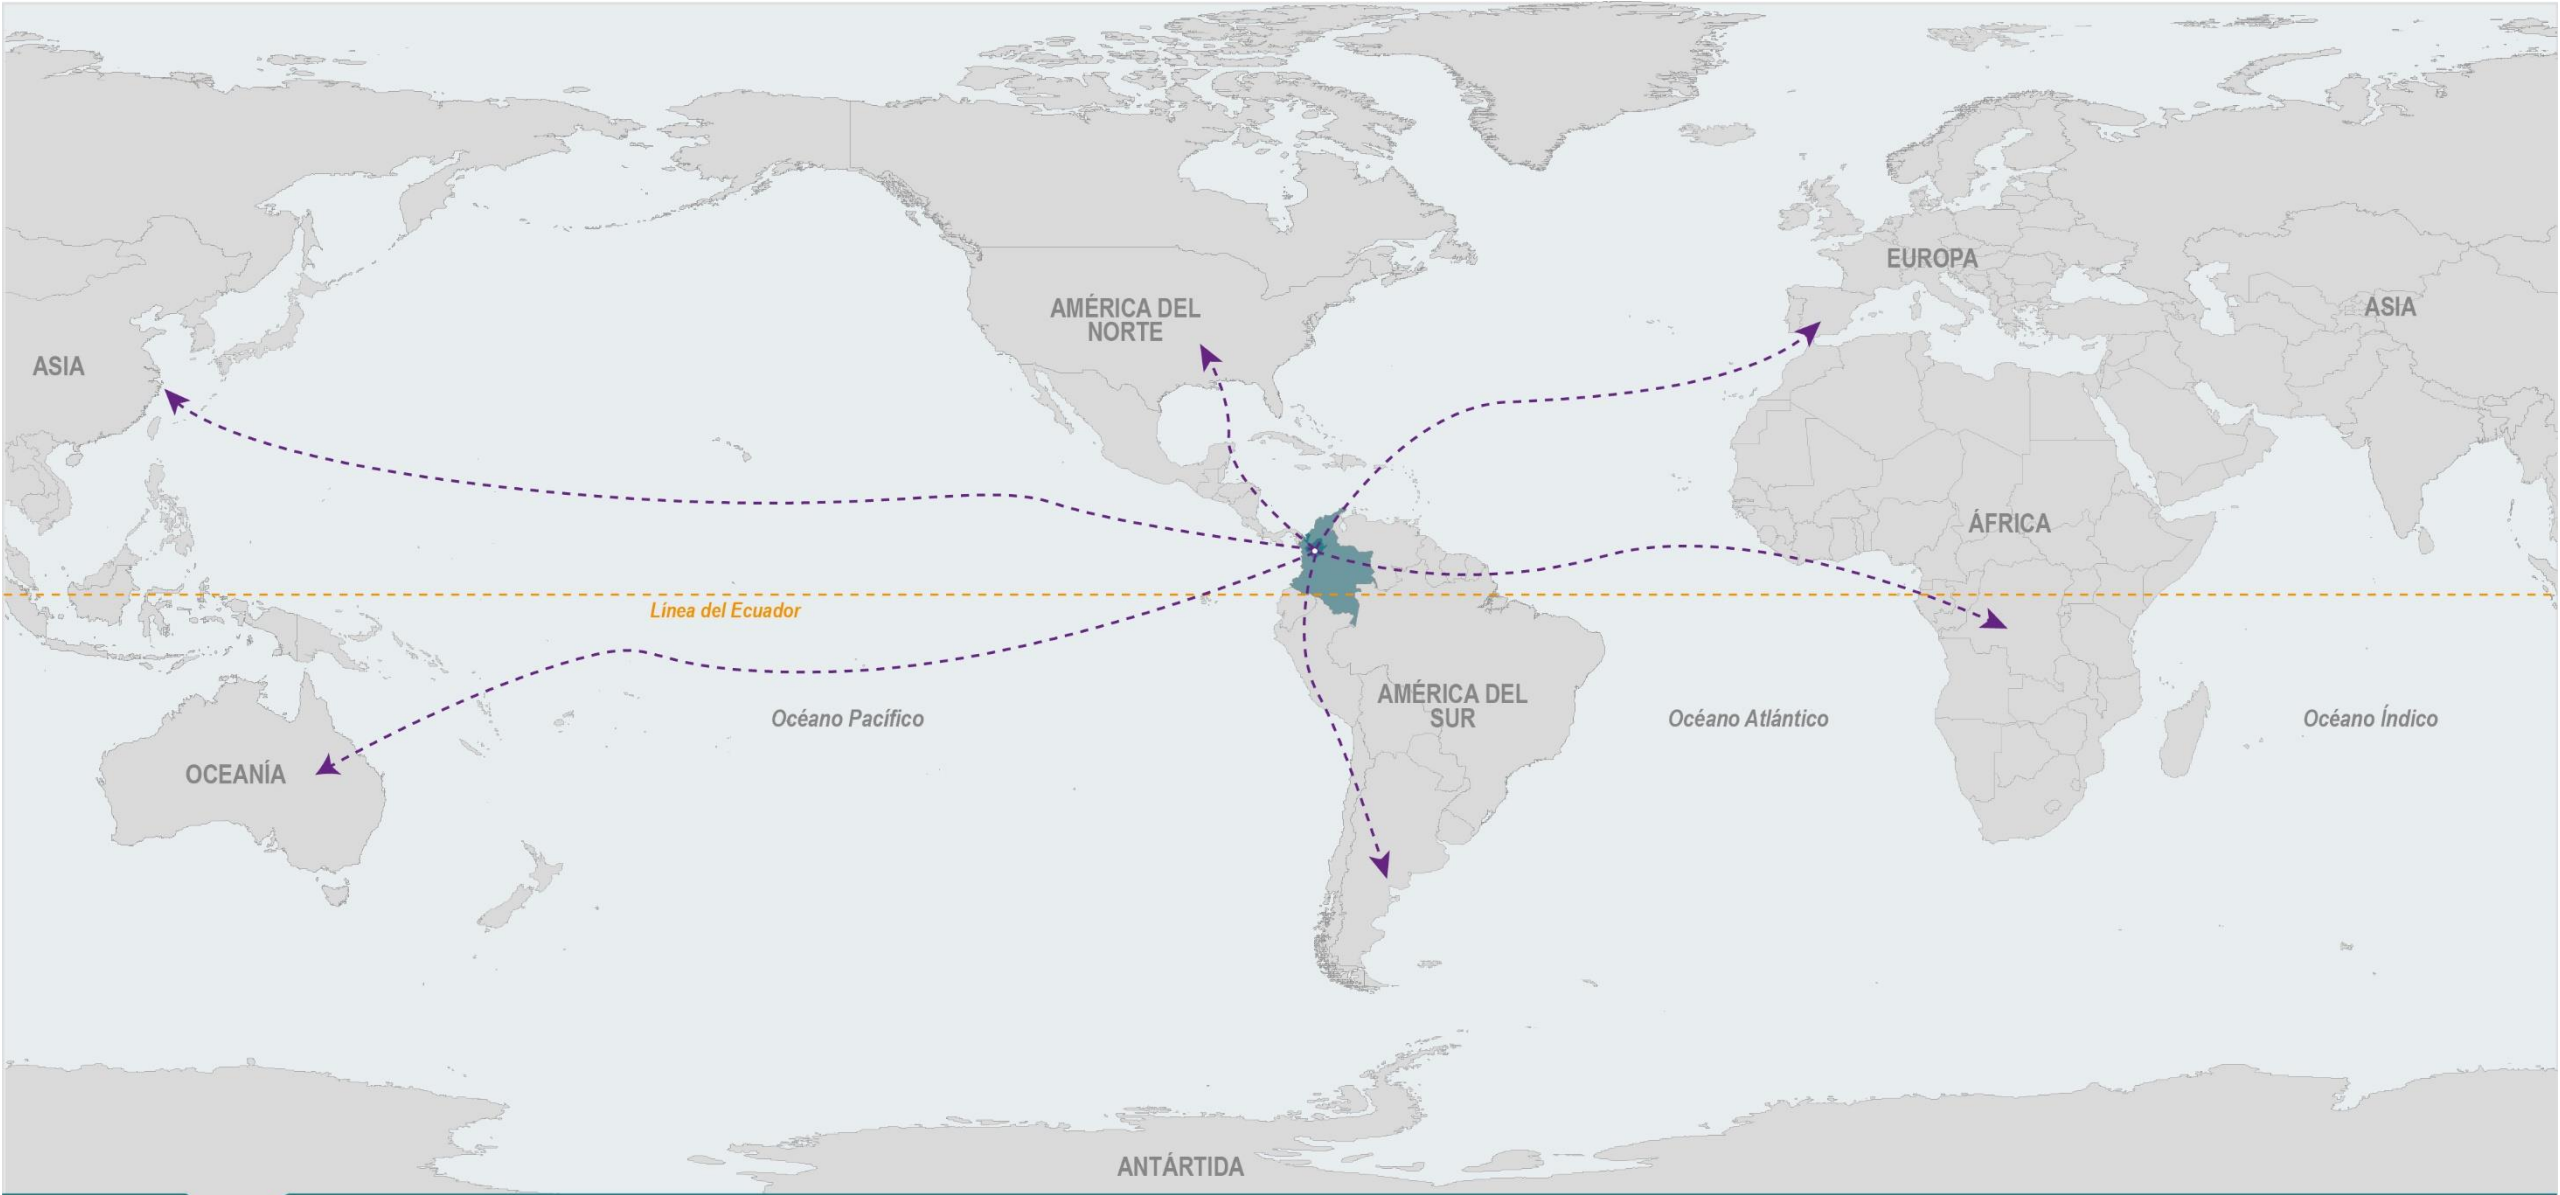 EUROPA
AMÉRICA DEL
NORTE
ASIA
ASIA
ÁFRICA
Línea del Ecuador
AMÉRICA DEL
SUR
Océano Pacífico
Océano Atlántico
Océano Índico
OCEANÍA
ANTÁRTIDA